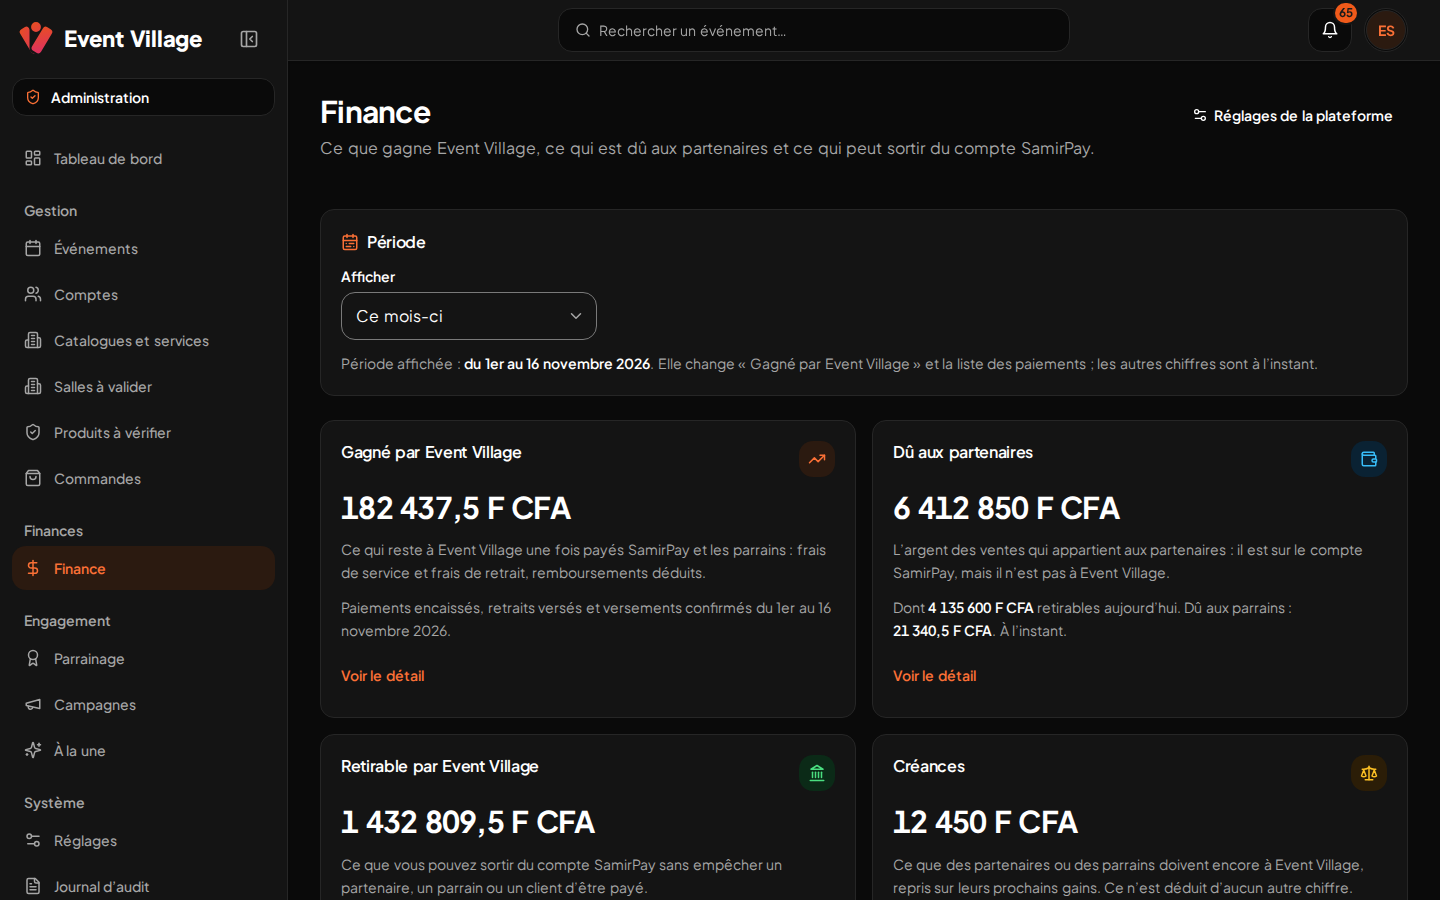 Event Village
Administration
Tableau de bord
Gestion
Événements
Comptes
Catalogues et services
Salles à valider
Produits à vérifier
Commandes
Finances
Finance
Engagement
Parrainage
Campagnes
À la une
Système
Réglages
Journal d'audit
Rechercher un événement...
65
ES
Finance
Réglages de la plateforme
Ce que gagne Event Village, ce qui est dû aux partenaires et ce qui peut sortir du compte SamirPay.
Période
Afficher
Ce mois-ci
Période affichée : du 1er au 16 novembre 2026. Elle change « Gagné par Event Village » et la liste des paiements ; les autres chiffres sont à l'instant.
Gagné par Event Village
182 437,5 F CFA
Ce qui reste à Event Village une fois payés SamirPay et les parrains : frais
de service et frais de retrait, remboursements déduits.
Paiements encaissés, retraits versés et versements confirmés du 1er au 16
novembre 2026.
Voir le détail
Dû aux partenaires
6 412 850 F CFA
L'argent des ventes qui appartient aux partenaires : il est sur le compte
SamirPay, mais il n'est pas à Event Village.
Dont 4 135 600 F CFA retirables aujourd'hui. Dû aux parrains :
21 340,5 F CFA. À l'instant.
Voir le détail
Retirable par Event Village
1 432 809,5 F CFA
Ce que vous pouvez sortir du compte SamirPay sans empêcher un
partenaire, un parrain ou un client d'être payé.
Créances
12 450 F CFA
Ce que des partenaires ou des parrains doivent encore à Event Village,
repris sur leurs prochains gains. Ce n'est déduit d'aucun autre chiffre.